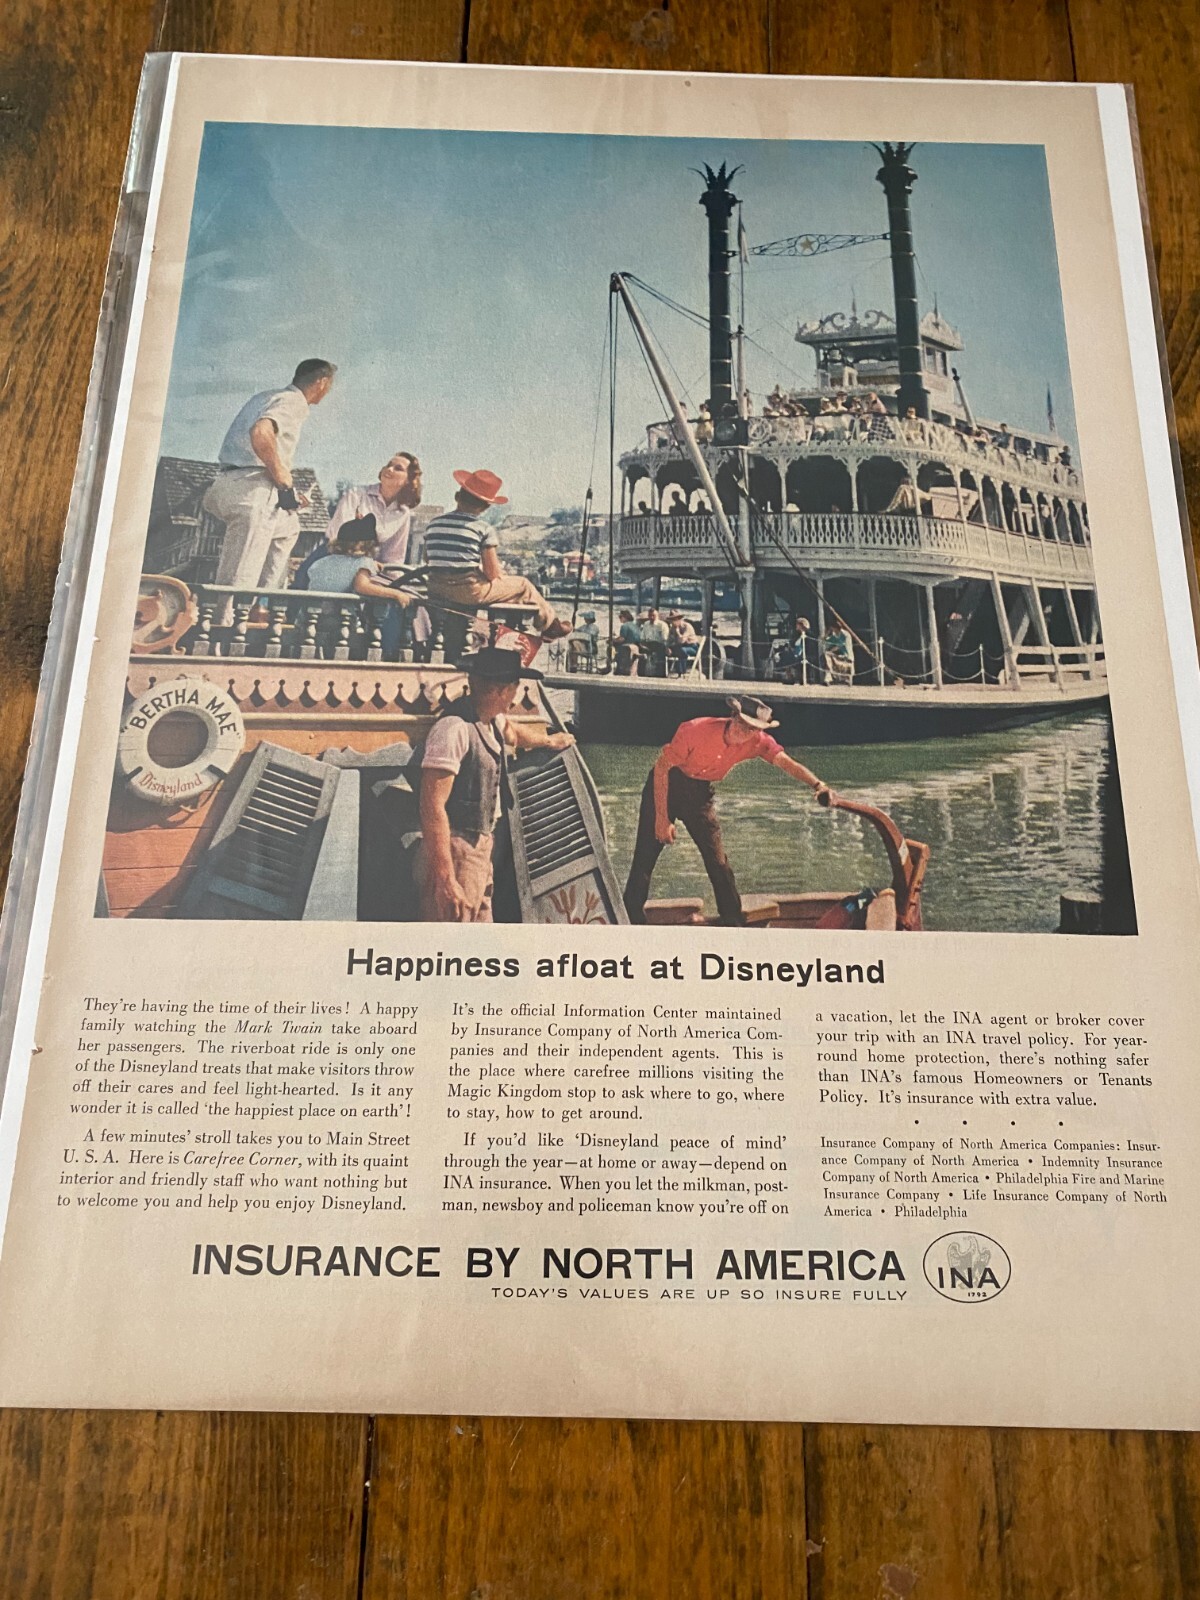 "BERTHA MAE"
Disneyland
Happiness afloat at Disneyland
They're having the time of their lives! A happy
family watching the Mark Twain take aboard
her passengers. The riverboat ride is only one
of the Disneyland treats that make visitors throw
off their cares and feel light-hearted. Is it any
wonder it is called 'the happiest place on earth'!
A few minutes' stroll takes you to Main Street
U. S. A. Here is Carefree Corner, with its quaint
interior and friendly staff who want nothing but
to welcome you and help you enjoy Disneyland.
It's the official Information Center maintained
by Insurance Company of North America Com-
panies and their independent agents. This is
the place where carefree millions visiting the
Magic Kingdom stop to ask where to go, where
to stay, how to get around.
If you'd like 'Disneyland peace of mind'
through the year—at home or away—depend on
INA insurance. When you let the milkman, post-
man, newsboy and policeman know you're off on
a vacation, let the INA agent or broker cover
your trip with an INA travel policy. For year-
round home protection, there's nothing safer
than INA's famous Homeowners or Tenants
Policy. It's insurance with extra value.
• • • •
Insurance Company of North America Companies: Insur-
ance Company of North America • Indemnity Insurance
Company of North America • Philadelphia Fire and Marine
Insurance Company • Life Insurance Company of North
America • Philadelphia
INSURANCE BY NORTH AMERICA
TODAY'S VALUES ARE UP SO INSURE FULLY
INA
1792